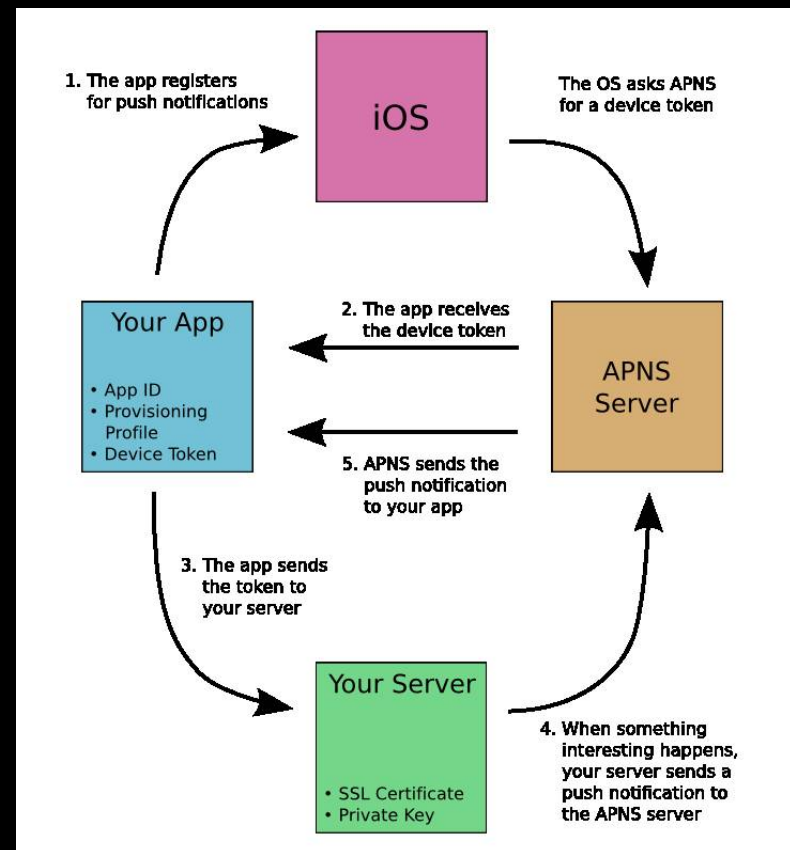 1. The app registers
for push notifications
iOS
The OS asks APNS
for a device token
Your App
• App ID
• Provisioning
Profile
• Device Token
2. The app receives
the device token
APNS
Server
5. APNS sends the
push notification
to your app
3. The app sends
the token to
your server
Your Server
• SSL Certificate
• Private Key
4. When something
interesting happens,
your server sends a
push notification to
the APNS server